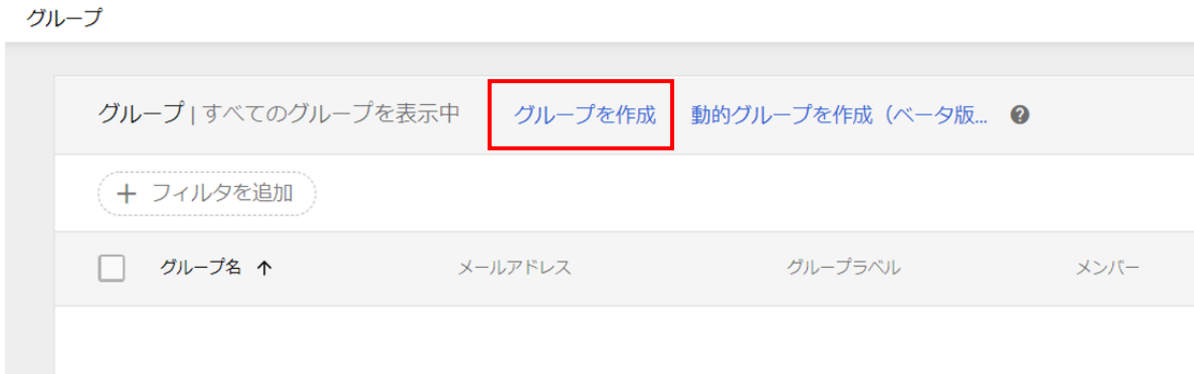 グループ
グループ | すべてのグループを表示中 グループを作成 動的グループを作成（ベータ版... ?
+ フィルタを追加
グループ名 ↑ メールアドレス グループラベル メンバー